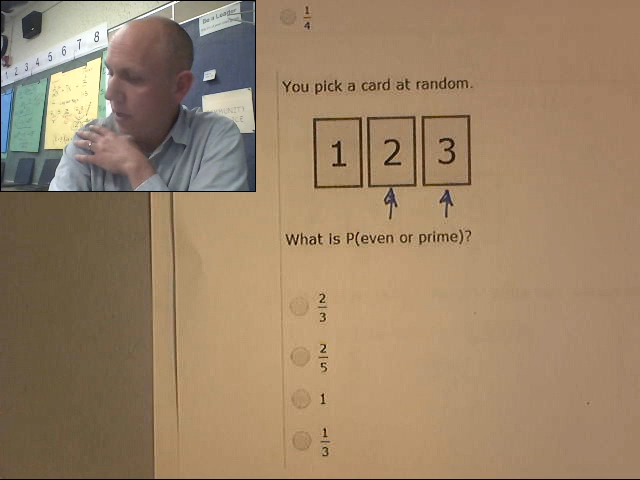 1 2 3 4 5 6 7 8
Be a Leader
1/4
You pick a card at random.
1 2 3
What is P(even or prime)?
2/3
2/5
1
1/3